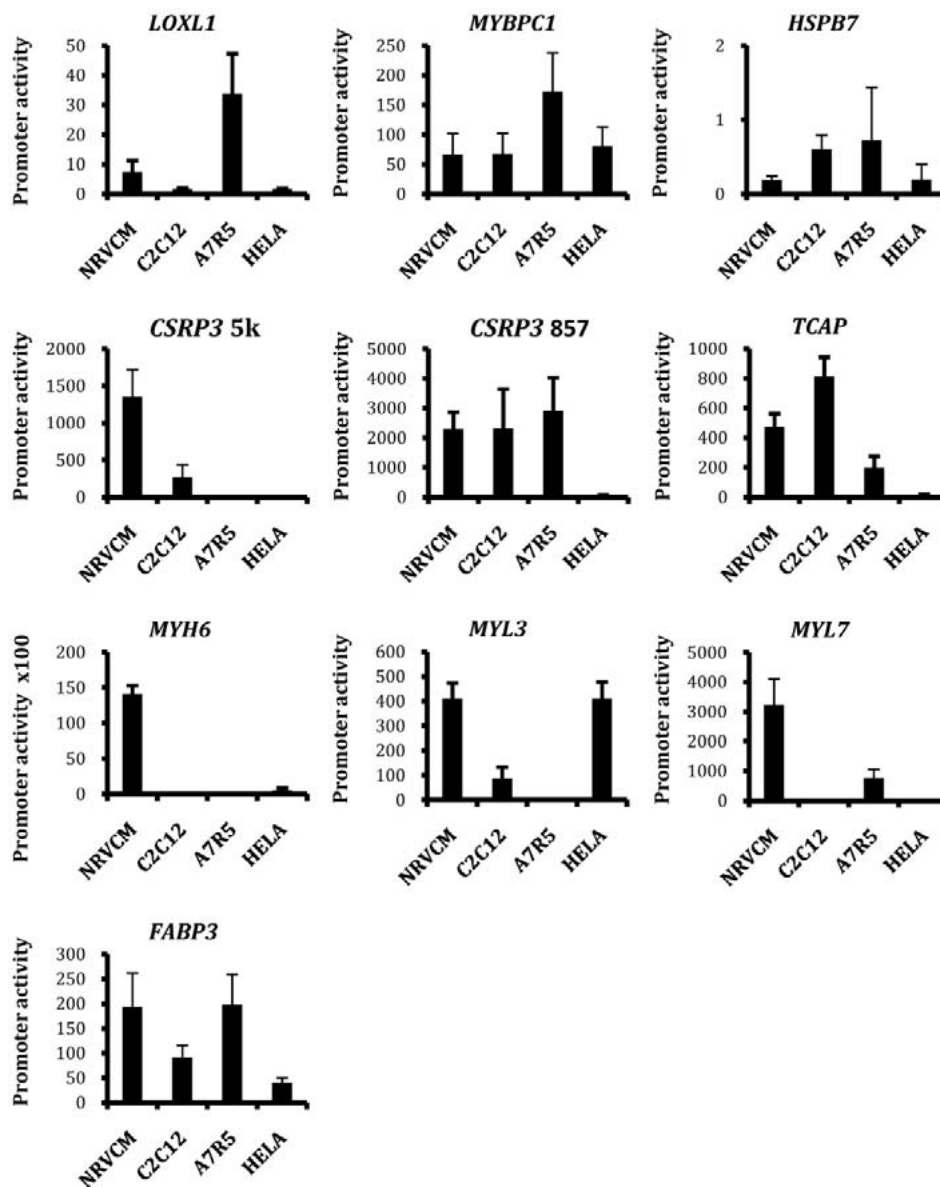 LOXL1
Promoter activity
50
40
30
20
10
0
NRVCM
C2C12
A7R5
HELA
MYBPC1
Promoter activity
250
200
150
100
50
0
NRVCM
C2C12
A7R5
HELA
HSPB7
Promoter activity
2
1
0
NRVCM
C2C12
A7R5
HELA
CSRP3 5k
Promoter activity
2000
1500
1000
500
0
NRVCM
C2C12
A7R5
HELA
CSRP3 857
Promoter activity
5000
4000
3000
2000
1000
0
NRVCM
C2C12
A7R5
HELA
TCAP
Promoter activity
1000
800
600
400
200
0
NRVCM
C2C12
A7R5
HELA
MYH6
Promoter activity x100
200
150
100
50
0
NRVCM
C2C12
A7R5
HELA
MYL3
Promoter activity
600
500
400
300
200
100
0
NRVCM
C2C12
A7R5
HELA
MYL7
Promoter activity
5000
4000
3000
2000
1000
0
NRVCM
C2C12
A7R5
HELA
FABP3
Promoter activity
300
250
200
150
100
50
0
NRVCM
C2C12
A7R5
HELA